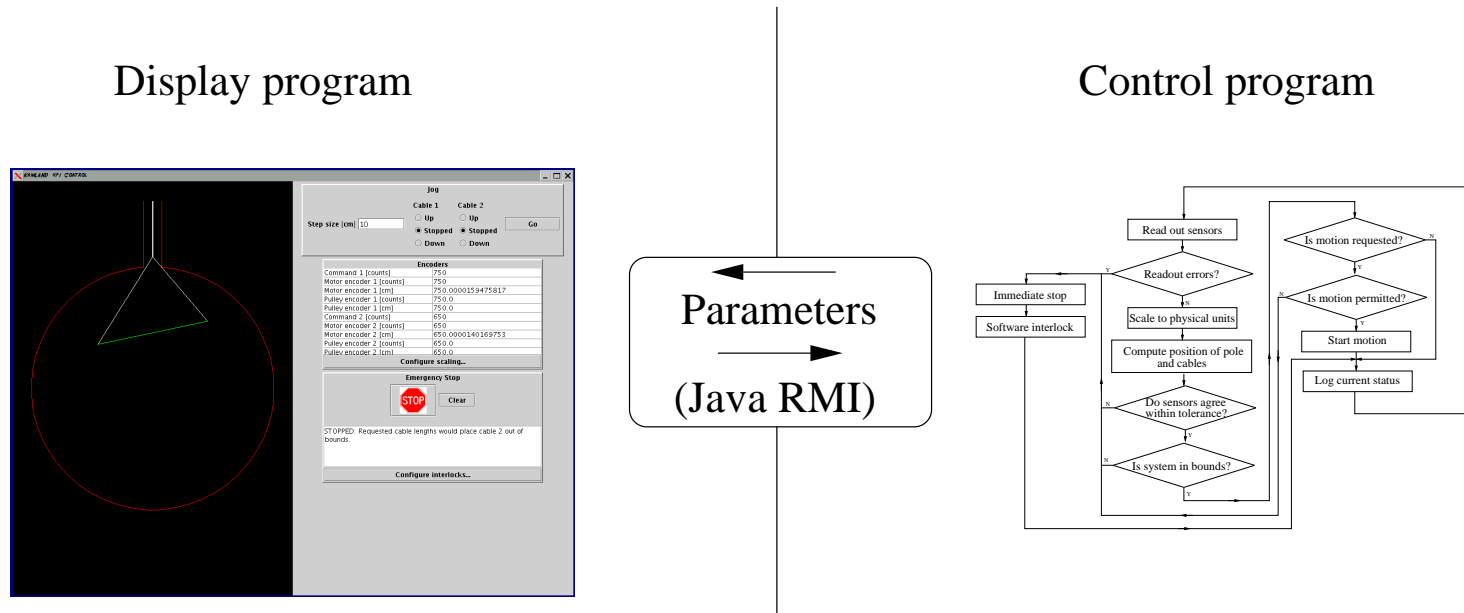 Display program
Control program
KAMLAND 4PI CONTROL
Jog
Cable 1 Cable 2
Step size [cm] 10
Up Up
Stopped Stopped
Down Down
Go
Encoders
Command 1 [counts] 750
Motor encoder 1 [counts] 750
Motor encoder 1 [cm] 750.0000159475817
Pulley encoder 1 [counts] 750.0
Pulley encoder 1 [cm] 750.0
Command 2 [counts] 650
Motor encoder 2 [counts] 650
Motor encoder 2 [cm] 650.0000140169753
Pulley encoder 2 [counts] 650.0
Pulley encoder 2 [cm] 650.0
Configure scaling...
Emergency Stop
STOP
Clear
STOPPED: Requested cable lengths would place cable 2 out of
bounds.
Configure interlocks...
Parameters
(Java RMI)
Read out sensors
Readout errors?
Y
N
Immediate stop
Software interlock
Scale to physical units
Compute position of pole
and cables
Do sensors agree
within tolerance?
N
Y
Is system in bounds?
N
Y
Is motion requested?
N
Y
Is motion permitted?
N
Y
Start motion
Log current status